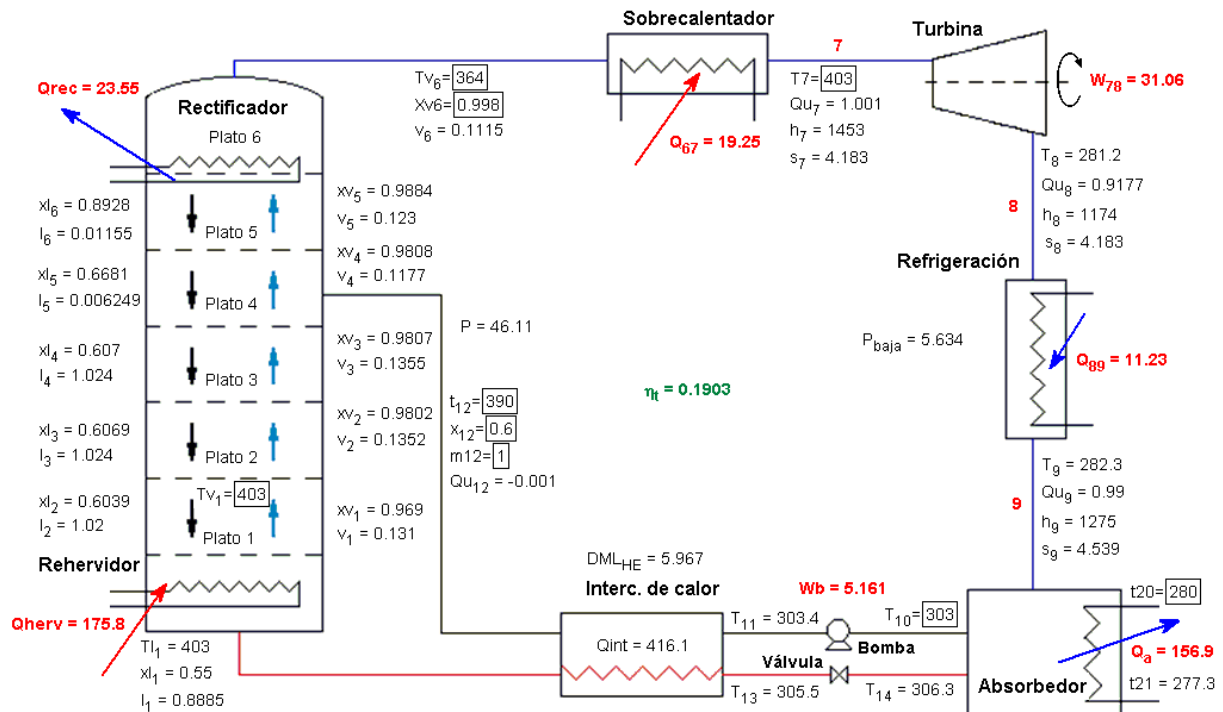 Sobrecalentador
Turbina
7
Qrec = 23.55
Rectificador
Plato 6
Tv6= 364
Xv6= 0.998
v6 = 0.1115
Q67 = 19.25
T7= 403
Qu7 = 1.001
h7 = 1453
s7 = 4.183
W78 = 31.06
T8 = 281.2
Qu8 = 0.9177
h8 = 1174
s8 = 4.183
8
xl6 = 0.8928
l6 = 0.01155
Plato 5
xv5 = 0.9884
v5 = 0.123
xv4 = 0.9808
v4 = 0.1177
Refrigeración
xl5 = 0.6681
l5 = 0.006249
Plato 4
P = 46.11
Pbaja = 5.634
Q89 = 11.23
xl4 = 0.607
l4 = 1.024
Plato 3
xv3 = 0.9807
v3 = 0.1355
ηt = 0.1903
t12= 390
x12= 0.6
m12= 1
Qu12 = -0.001
xl3 = 0.6069
l3 = 1.024
Plato 2
xv2 = 0.9802
v2 = 0.1352
xl2 = 0.6039
l2 = 1.02
Tv1= 403
Plato 1
xv1 = 0.969
v1 = 0.131
9
T9 = 282.3
Qu9 = 0.99
h9 = 1275
s9 = 4.539
Rehervidor
Qherv = 175.8
Tl1 = 403
xl1 = 0.55
l1 = 0.8885
DMLHE = 5.967
Interc. de calor
Qint = 416.1
Wb = 5.161
T11 = 303.4
T10= 303
Bomba
Válvula
T13 = 305.5
T14 = 306.3
Absorbedor
t20= 280
Qa = 156.9
t21 = 277.3